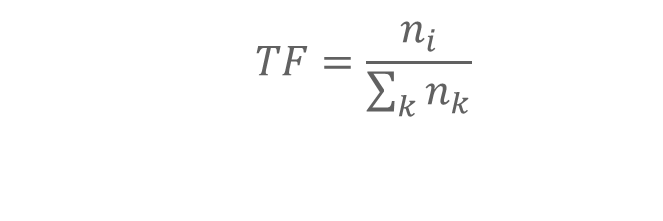 TF = n_i / ∑_k n_k